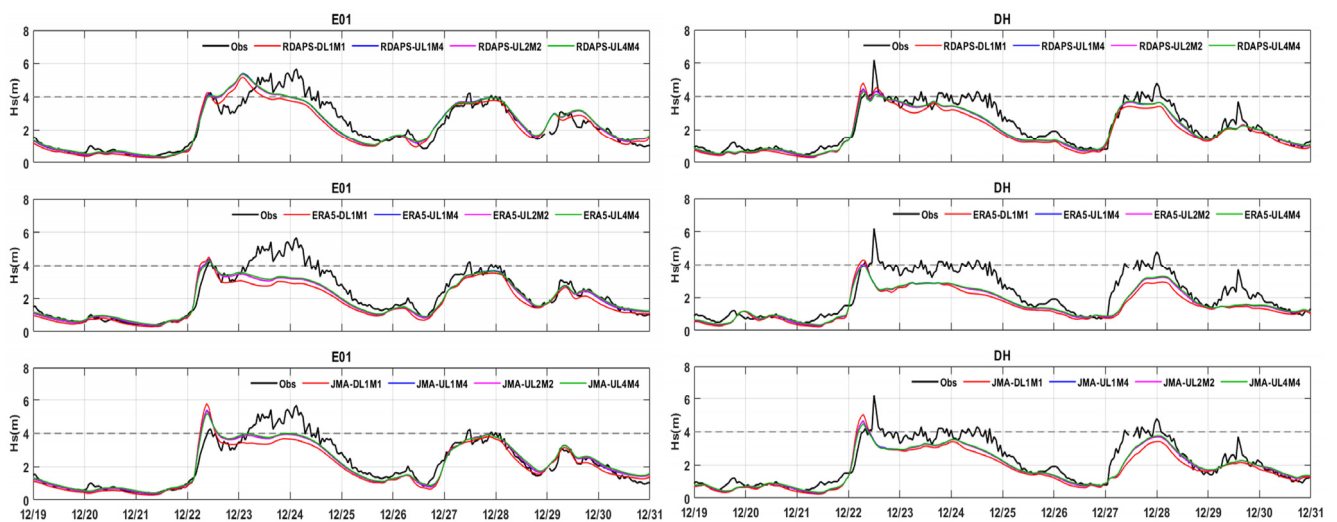 E01
Obs RDAPS-DL1M1 RDAPS-UL1M4 RDAPS-UL2M2 RDAPS-UL4M4
Hs(m)
8
6
4
2
0
DH
Obs RDAPS-DL1M1 RDAPS-UL1M4 RDAPS-UL2M2 RDAPS-UL4M4
Hs(m)
8
6
4
2
0
E01
Obs ERA5-DL1M1 ERA5-UL1M4 ERA5-UL2M2 ERA5-UL4M4
Hs(m)
8
6
4
2
0
DH
Obs ERA5-DL1M1 ERA5-UL1M4 ERA5-UL2M2 ERA5-UL4M4
Hs(m)
8
6
4
2
0
E01
Obs JMA-DL1M1 JMA-UL1M4 JMA-UL2M2 JMA-UL4M4
Hs(m)
8
6
4
2
0
12/19 12/20 12/21 12/22 12/23 12/24 12/25 12/26 12/27 12/28 12/29 12/30 12/31
DH
Obs JMA-DL1M1 JMA-UL1M4 JMA-UL2M2 JMA-UL4M4
Hs(m)
8
6
4
2
0
12/19 12/20 12/21 12/22 12/23 12/24 12/25 12/26 12/27 12/28 12/29 12/30 12/31